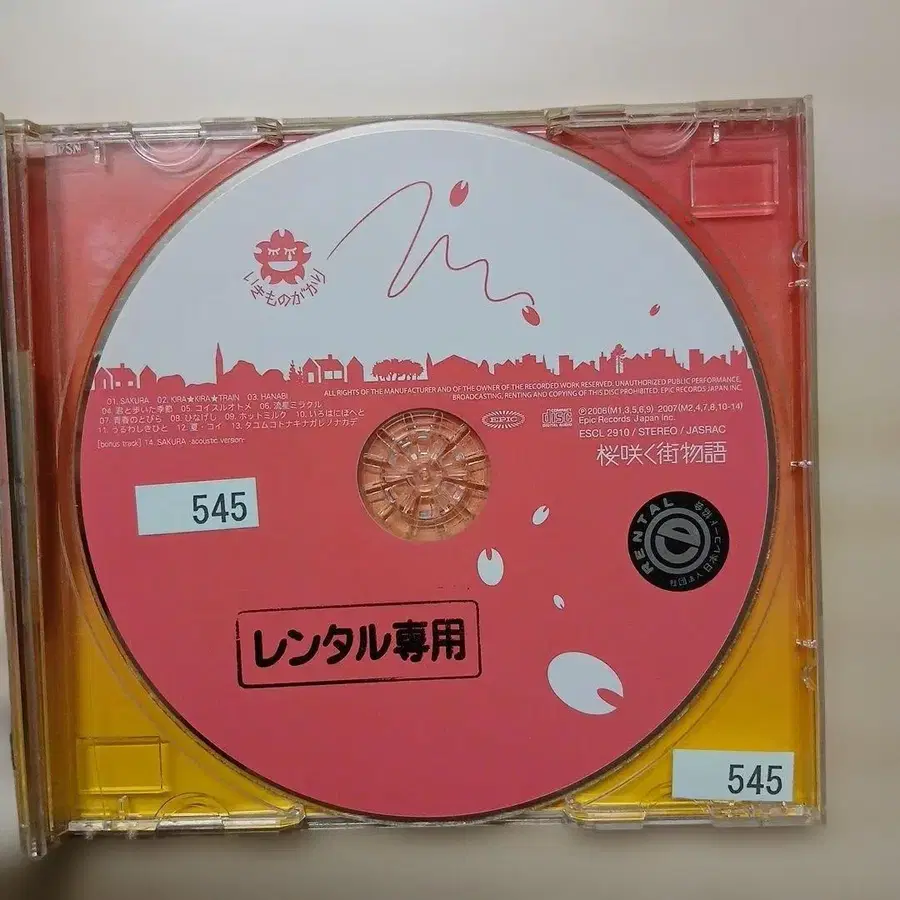 いきものがかり
ALL RIGHTS OF THE MANUFACTURER AND OF THE OWNER OF THE RECORDED WORK RESERVED. UNAUTHORIZED PUBLIC PERFORMANCE,
BROADCASTING, RENTING AND COPYING OF THIS DISC PROHIBITED. EPIC RECORDS JAPAN INC.
01. SAKURA 02. KIRA★KIRA★TRAIN 03. HANABI
04. 君と歩いた季節 05. コイスルオトメ 06. 流星ミラクル
07. 青春のとびら 08. ひなげし 09. ホットミルク 10. いろはにほへと
11. うるわしきひと 12. 夏・コイ 13. タユムコトナキナガレノナカデ
[bonus track] 14. SAKURA -acoustic version-
EPIC
COMPACT DISC DIGITAL AUDIO
Ⓟ2006(M1,3,5,6,9) 2007(M2,4,7,8,10-14)
Epic Records Japan Inc.
ESCL 2910 / STEREO / JASRAC
桜咲く街物語
545
RENTAL
レンタル専用
545